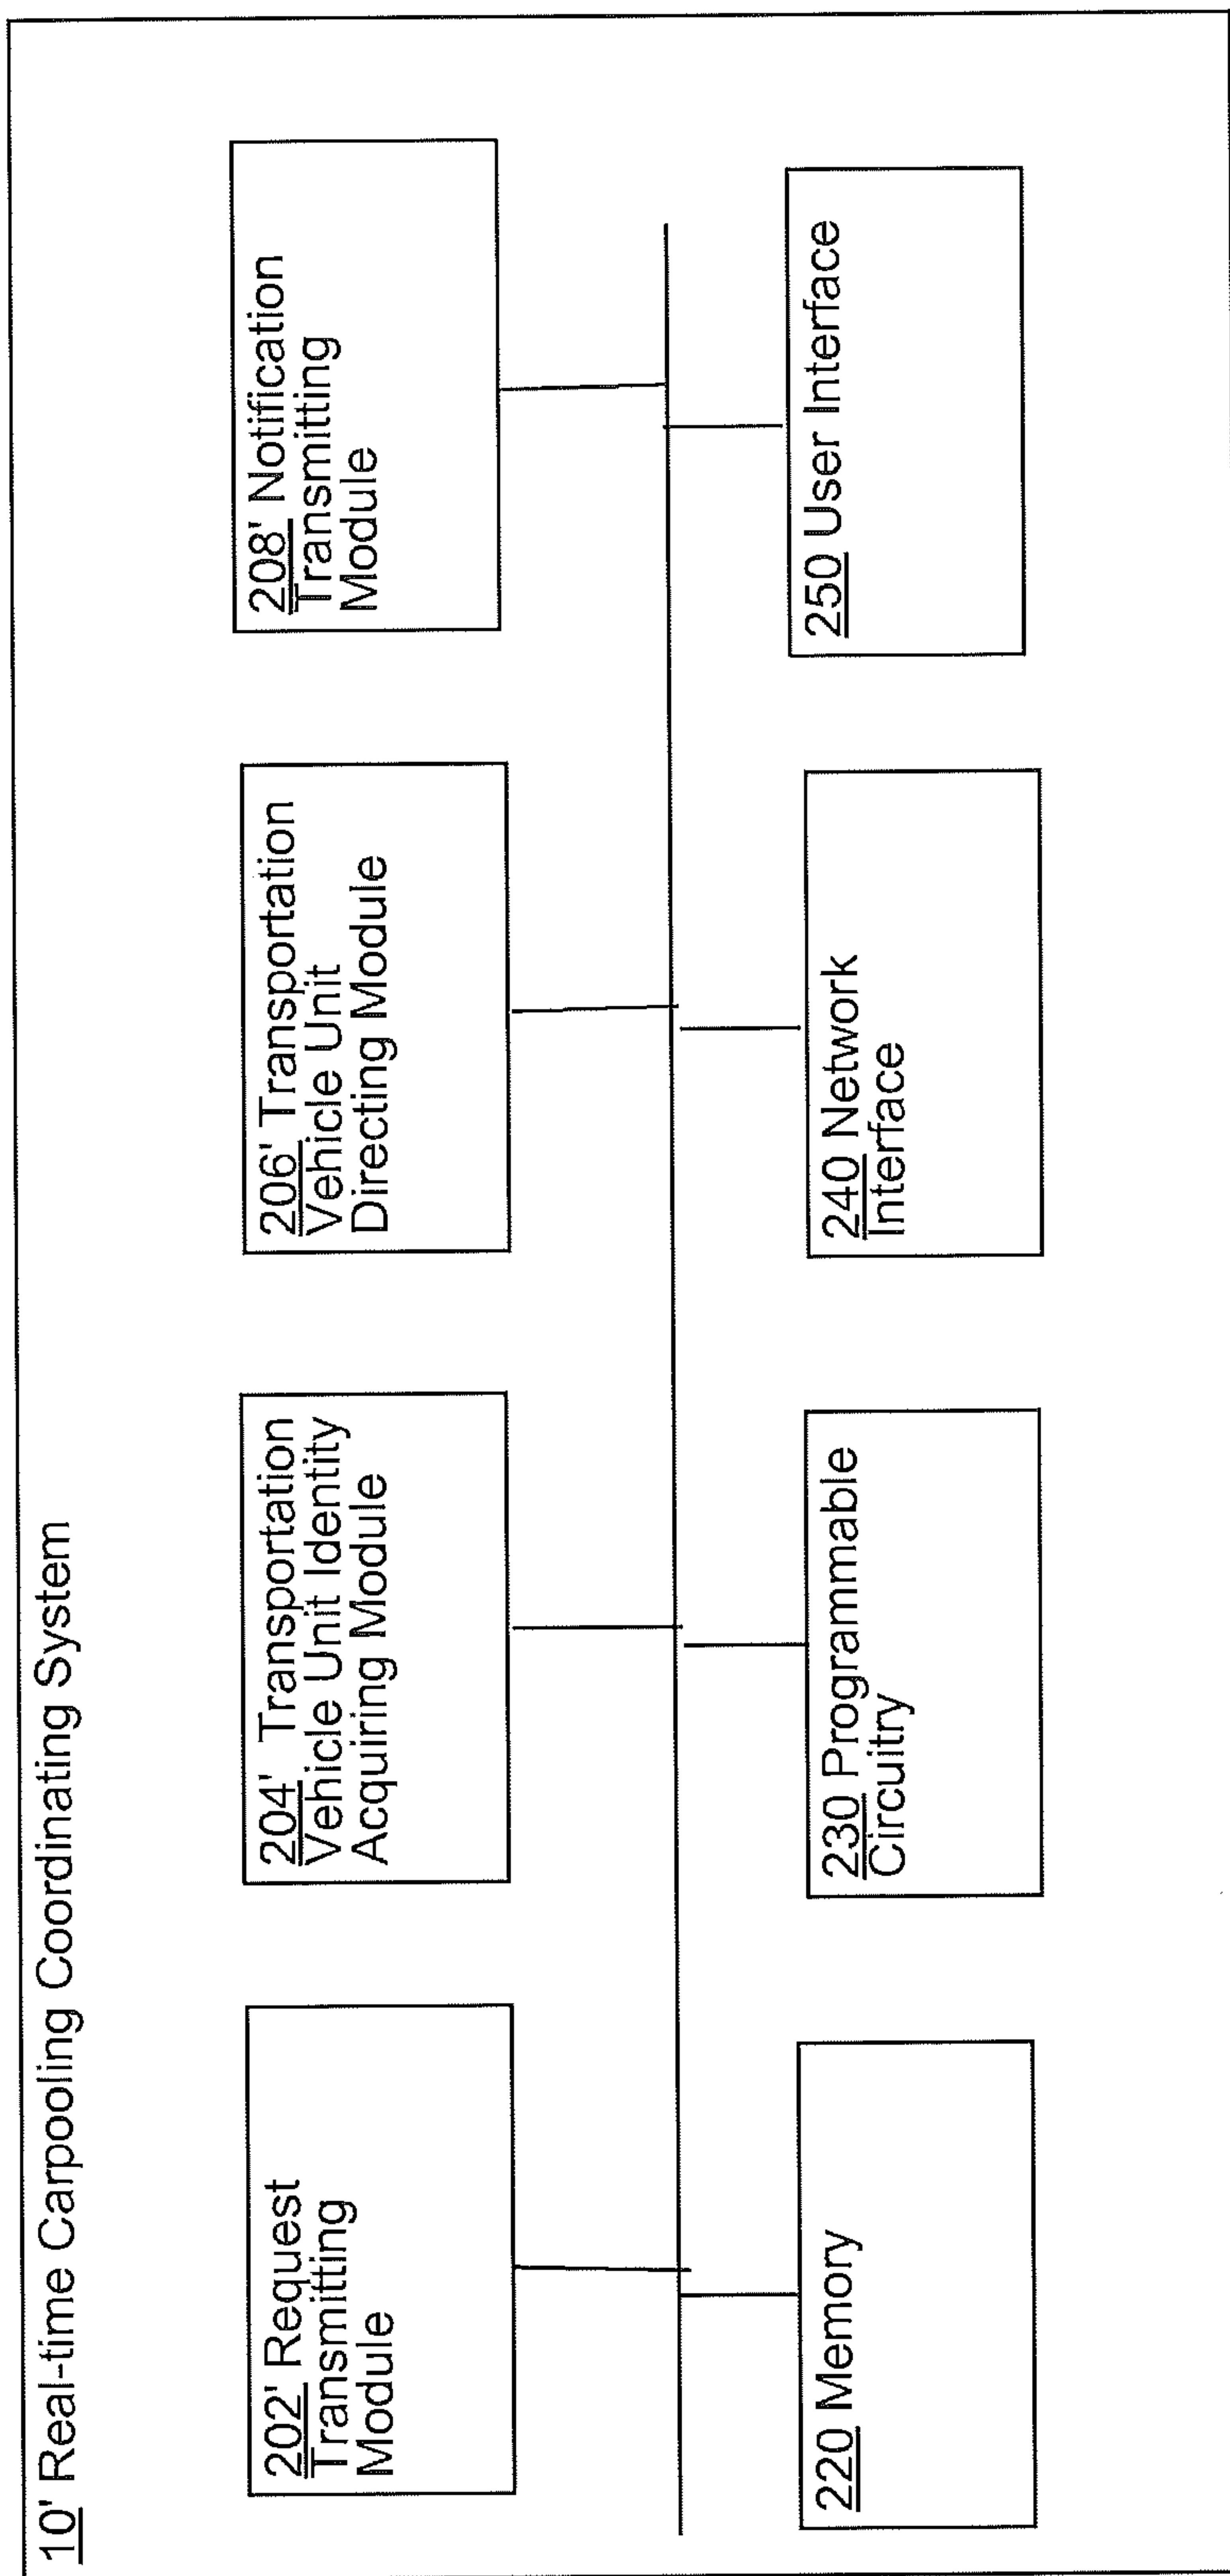 10' Real-time Carpooling Coordinating System
202' Request
Transmitting
Module
204' Transportation
Vehicle Unit Identity
Acquiring Module
206' Transportation
Vehicle Unit
Directing Module
208' Notification
Transmitting
Module
220 Memory
230 Programmable
Circuitry
240 Network
Interface
250 User Interface